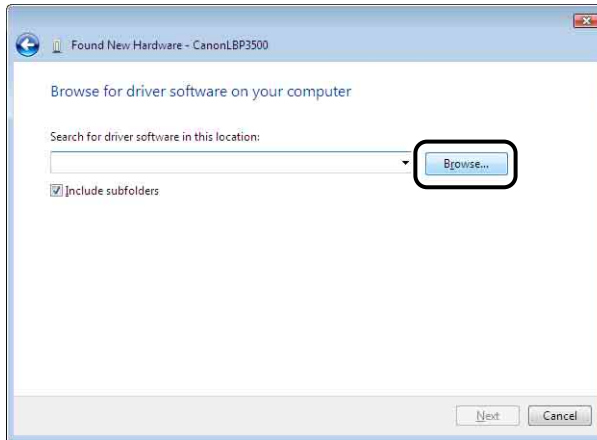 Found New Hardware - CanonLBP3500
Browse for driver software on your computer
Search for driver software in this location:
Browse...
Include subfolders
Next
Cancel